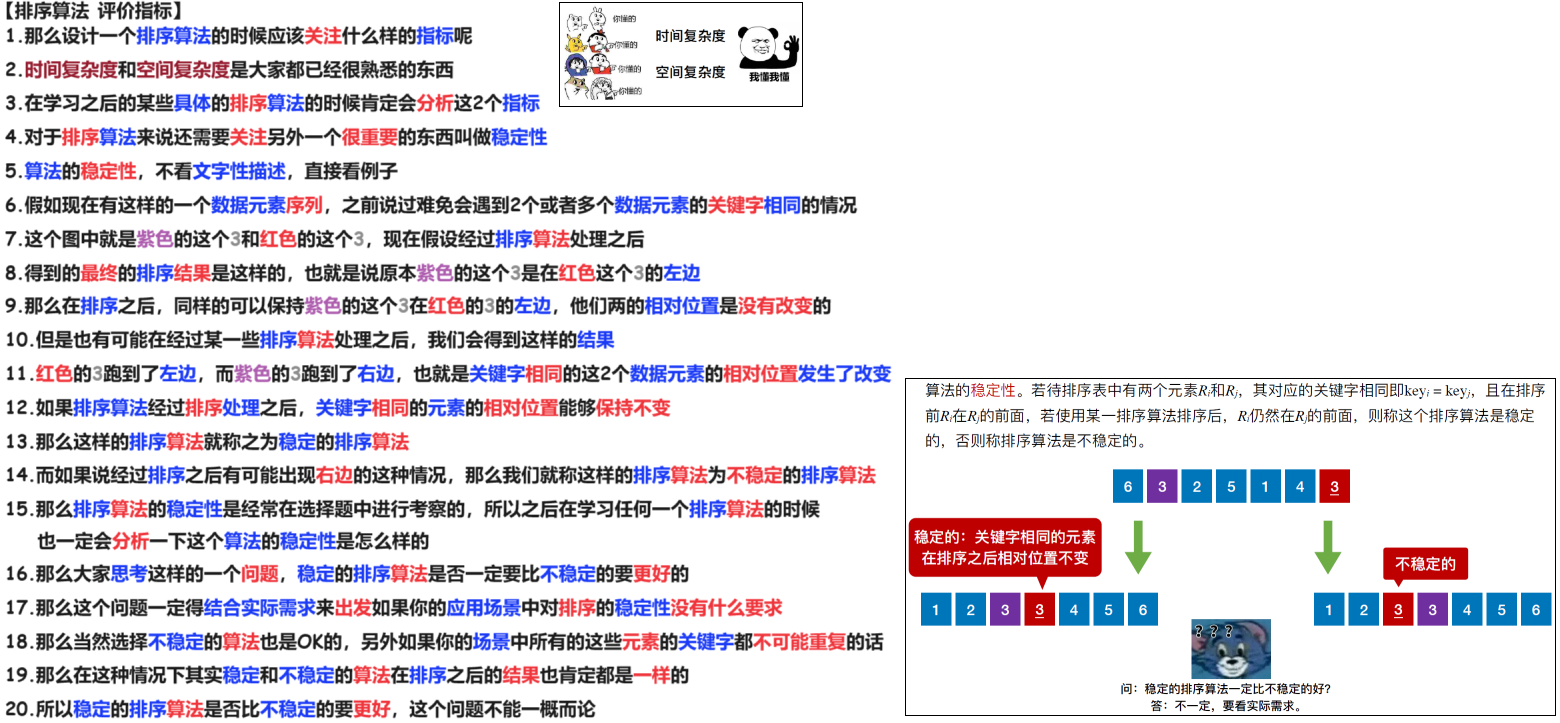 【排序算法 评价指标】
1.那么设计一个排序算法的时候应该关注什么样的指标呢
2.时间复杂度和空间复杂度是大家都已经很熟悉的东西
3.在学习之后的某些具体的排序算法的时候肯定会分析这2个指标
4.对于排序算法来说还需要关注另外一个很重要的东西叫做稳定性
5.算法的稳定性，不看文字性描述，直接看例子
6.假如现在有这样的一个数据元素序列，之前说过难免会遇到2个或者多个数据元素的关键字相同的情况
7.这个图中就是紫色的这个3和红色的这个3，现在假设经过排序算法处理之后
8.得到的最终的排序结果是这样的，也就是说原本紫色的这个3是在红色这个3的左边
9.那么在排序之后，同样的可以保持紫色的这个3在红色的3的左边，他们两的相对位置是没有改变的
10.但是也有可能在经过某一些排序算法处理之后，我们会得到这样的结果
11.红色的3跑到了左边，而紫色的3跑到了右边，也就是关键字相同的这2个数据元素的相对位置发生了改变
12.如果排序算法经过排序处理之后，关键字相同的元素的相对位置能够保持不变
13.那么这样的排序算法就称之为稳定的排序算法
14.而如果说经过排序之后有可能出现右边的这种情况，那么我们就称这样的排序算法为不稳定的排序算法
15.那么排序算法的稳定性是经常在选择题中进行考察的，所以之后在学习任何一个排序算法的时候
也一定会分析一下这个算法的稳定性是怎么样的
16.那么大家思考这样的一个问题，稳定的排序算法是否一定要比不稳定的要更好的
17.那么这个问题一定得结合实际需求来出发如果你的应用场景中对排序的稳定性没有什么要求
18.那么当然选择不稳定的算法也是OK的，另外如果你的场景中所有的这些元素的关键字都不可能重复的话
19.那么在这种情况下其实稳定和不稳定的算法在排序之后的结果也肯定都是一样的
20.所以稳定的排序算法是否比不稳定的要更好，这个问题不能一概而论
你懂的
你懂的
你懂的
你懂的
时间复杂度
空间复杂度
我懂我懂
算法的稳定性。若待排序表中有两个元素Ri和Rj，其对应的关键字相同即keyi = keyj，且在排序
前Ri在Rj的前面，若使用某一排序算法排序后，Ri仍然在Rj的前面，则称这个排序算法是稳定
的，否则称排序算法是不稳定的。
6 3 2 5 1 4 3
稳定的：关键字相同的元素
在排序之后相对位置不变
不稳定的
1 2 3 3 4 5 6
1 2 3 3 4 5 6
? ? ?
问：稳定的排序算法一定比不稳定的好?
答：不一定，要看实际需求。